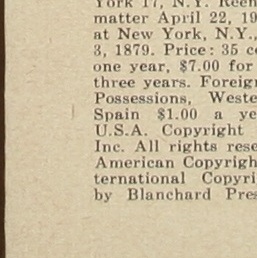 York 17, N.Y. Reen
matter April 22, 19
at New York, N.Y.,
3, 1879. Price: 35 c
one year, $7.00 for
three years. Foreign
Possessions, Weste
Spain $1.00 a ye
U.S.A. Copyright
Inc. All rights rese
American Copyrigh
ternational Copyri
by Blanchard Pres